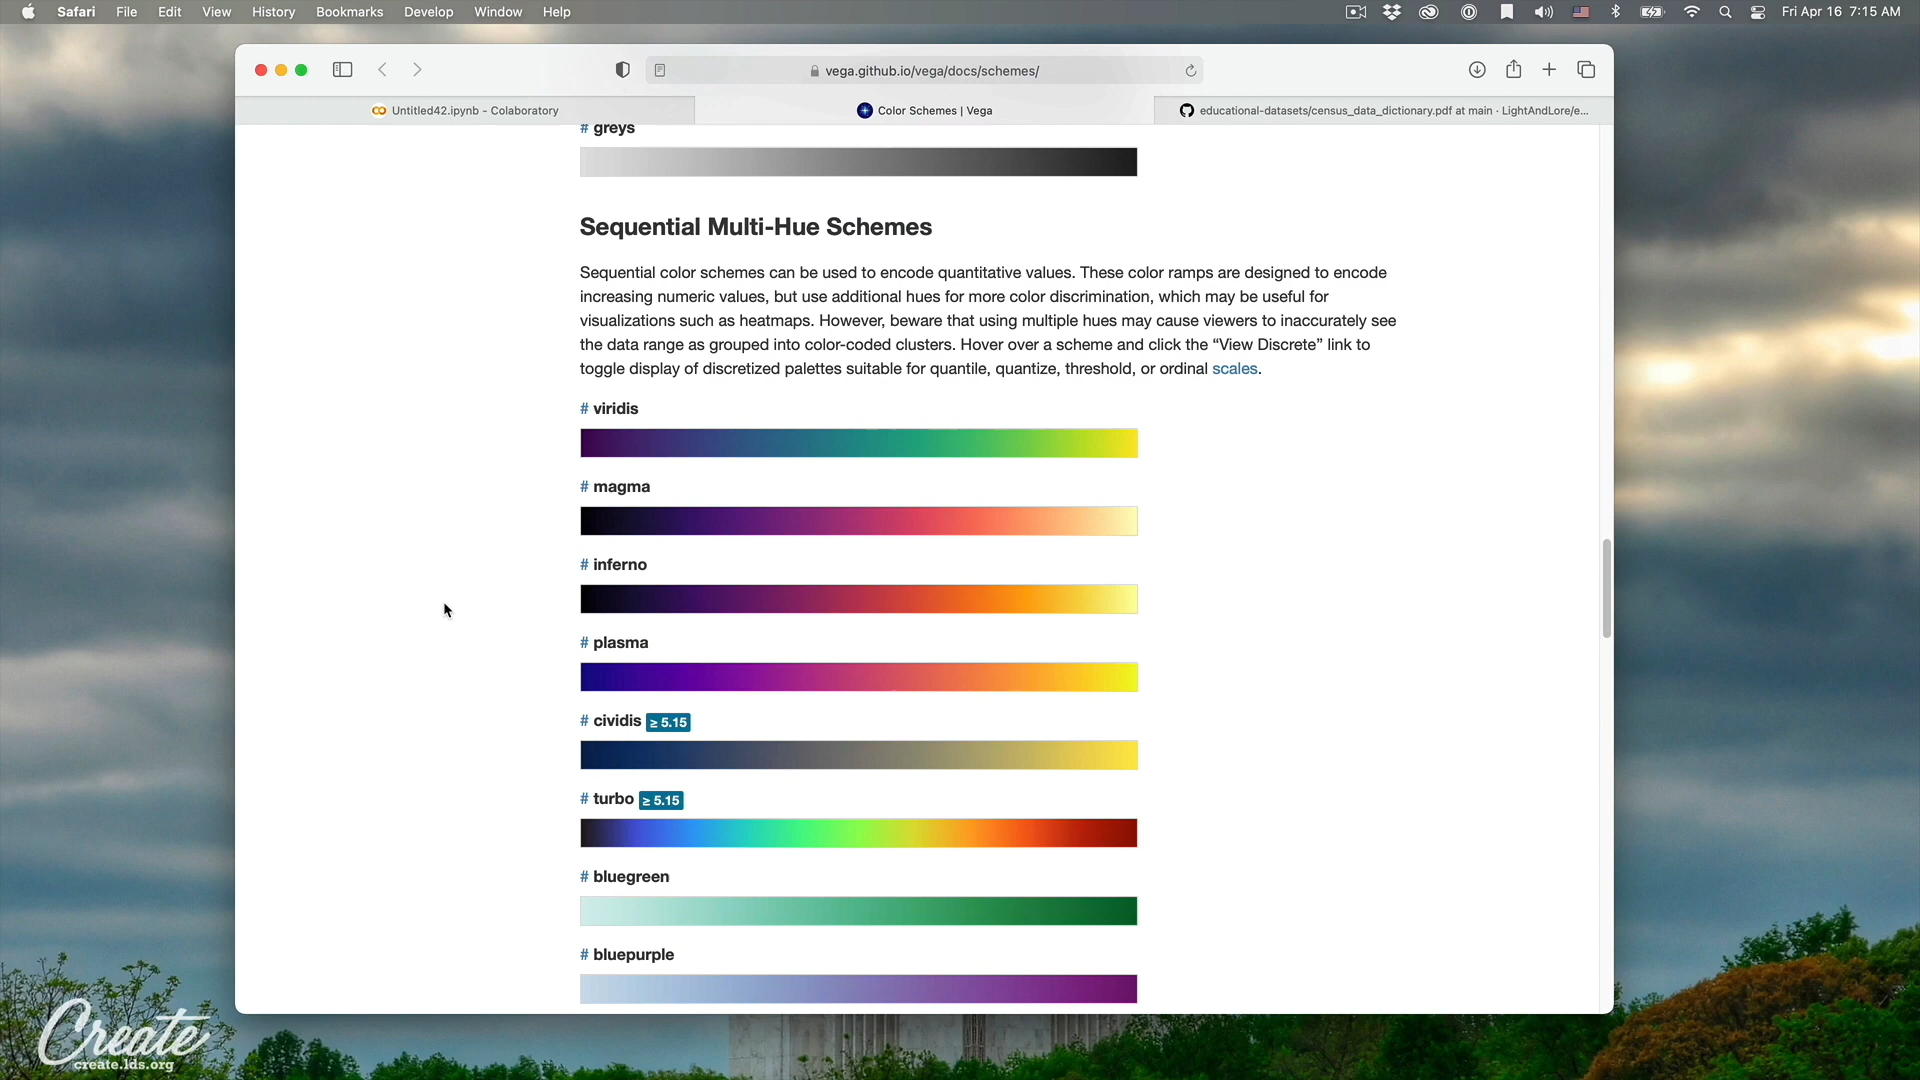 Safari File Edit View History Bookmarks Develop Window Help Fri Apr 16 7:15 AM
vega.github.io/vega/docs/schemes/
Untitled42.ipynb - Colaboratory
Color Schemes | Vega
educational-datasets/census_data_dictionary.pdf at main · LightAndLore/e...
# greys
Sequential Multi-Hue Schemes
Sequential color schemes can be used to encode quantitative values. These color ramps are designed to encode
increasing numeric values, but use additional hues for more color discrimination, which may be useful for
visualizations such as heatmaps. However, beware that using multiple hues may cause viewers to inaccurately see
the data range as grouped into color-coded clusters. Hover over a scheme and click the “View Discrete” link to
toggle display of discretized palettes suitable for quantile, quantize, threshold, or ordinal scales.
# viridis
# magma
# inferno
# plasma
# cividis ≥ 5.15
# turbo ≥ 5.15
# bluegreen
# bluepurple
Create
create.lds.org